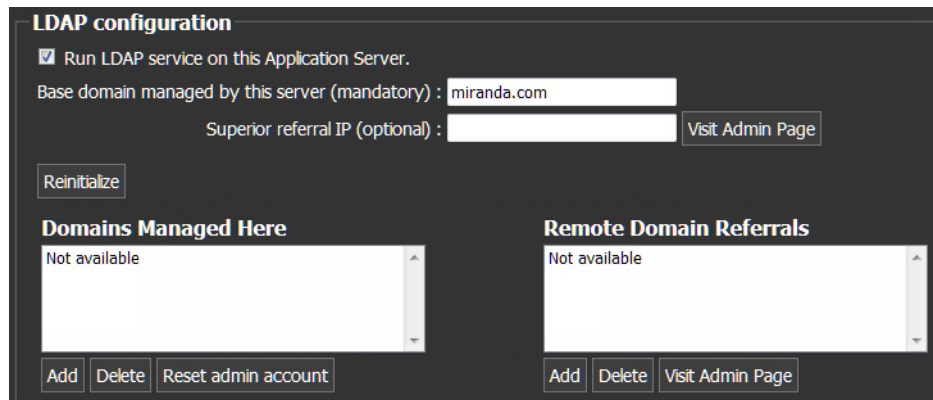 LDAP configuration
Run LDAP service on this Application Server.
Base domain managed by this server (mandatory) : miranda.com
Superior referral IP (optional) : Visit Admin Page
Reinitialize
Domains Managed Here
Not available
Add Delete Reset admin account
Remote Domain Referrals
Not available
Add Delete Visit Admin Page